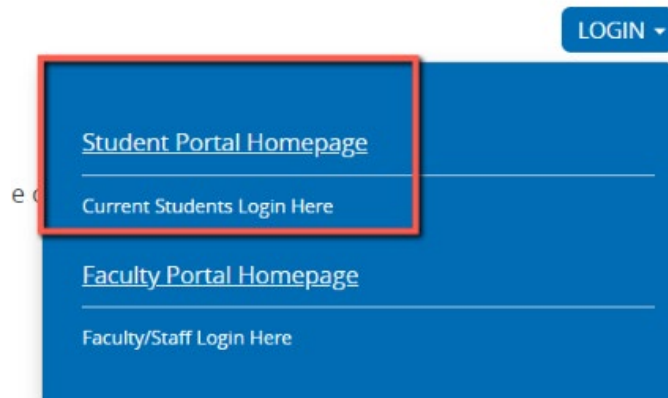 LOGIN
Student Portal Homepage
e
Current Students Login Here
Faculty Portal Homepage
Faculty/Staff Login Here